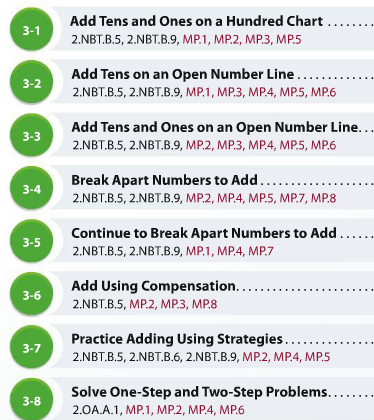 3-1 Add Tens and Ones on a Hundred Chart ........
2.NBT.B.5, 2.NBT.B.9, MP.1, MP.2, MP.3, MP.5
3-2 Add Tens on an Open Number Line .............
2.NBT.B.5, 2.NBT.B.9, MP.1, MP.3, MP.4, MP.5, MP.6
3-3 Add Tens and Ones on an Open Number Line...
2.NBT.B.5, 2.NBT.B.9, MP.2, MP.3, MP.4, MP.5, MP.6
3-4 Break Apart Numbers to Add ...................
2.NBT.B.5, 2.NBT.B.9, MP.2, MP.4, MP.5, MP.7, MP.8
3-5 Continue to Break Apart Numbers to Add ......
2.NBT.B.5, 2.NBT.B.9, MP.1, MP.4, MP.7
3-6 Add Using Compensation.......................
2.NBT.B.5, MP.2, MP.3, MP.8
3-7 Practice Adding Using Strategies ...............
2.NBT.B.5, 2.NBT.B.6, 2.NBT.B.9, MP.2, MP.4, MP.5
3-8 Solve One-Step and Two-Step Problems........
2.OA.A.1, MP.1, MP.2, MP.4, MP.6